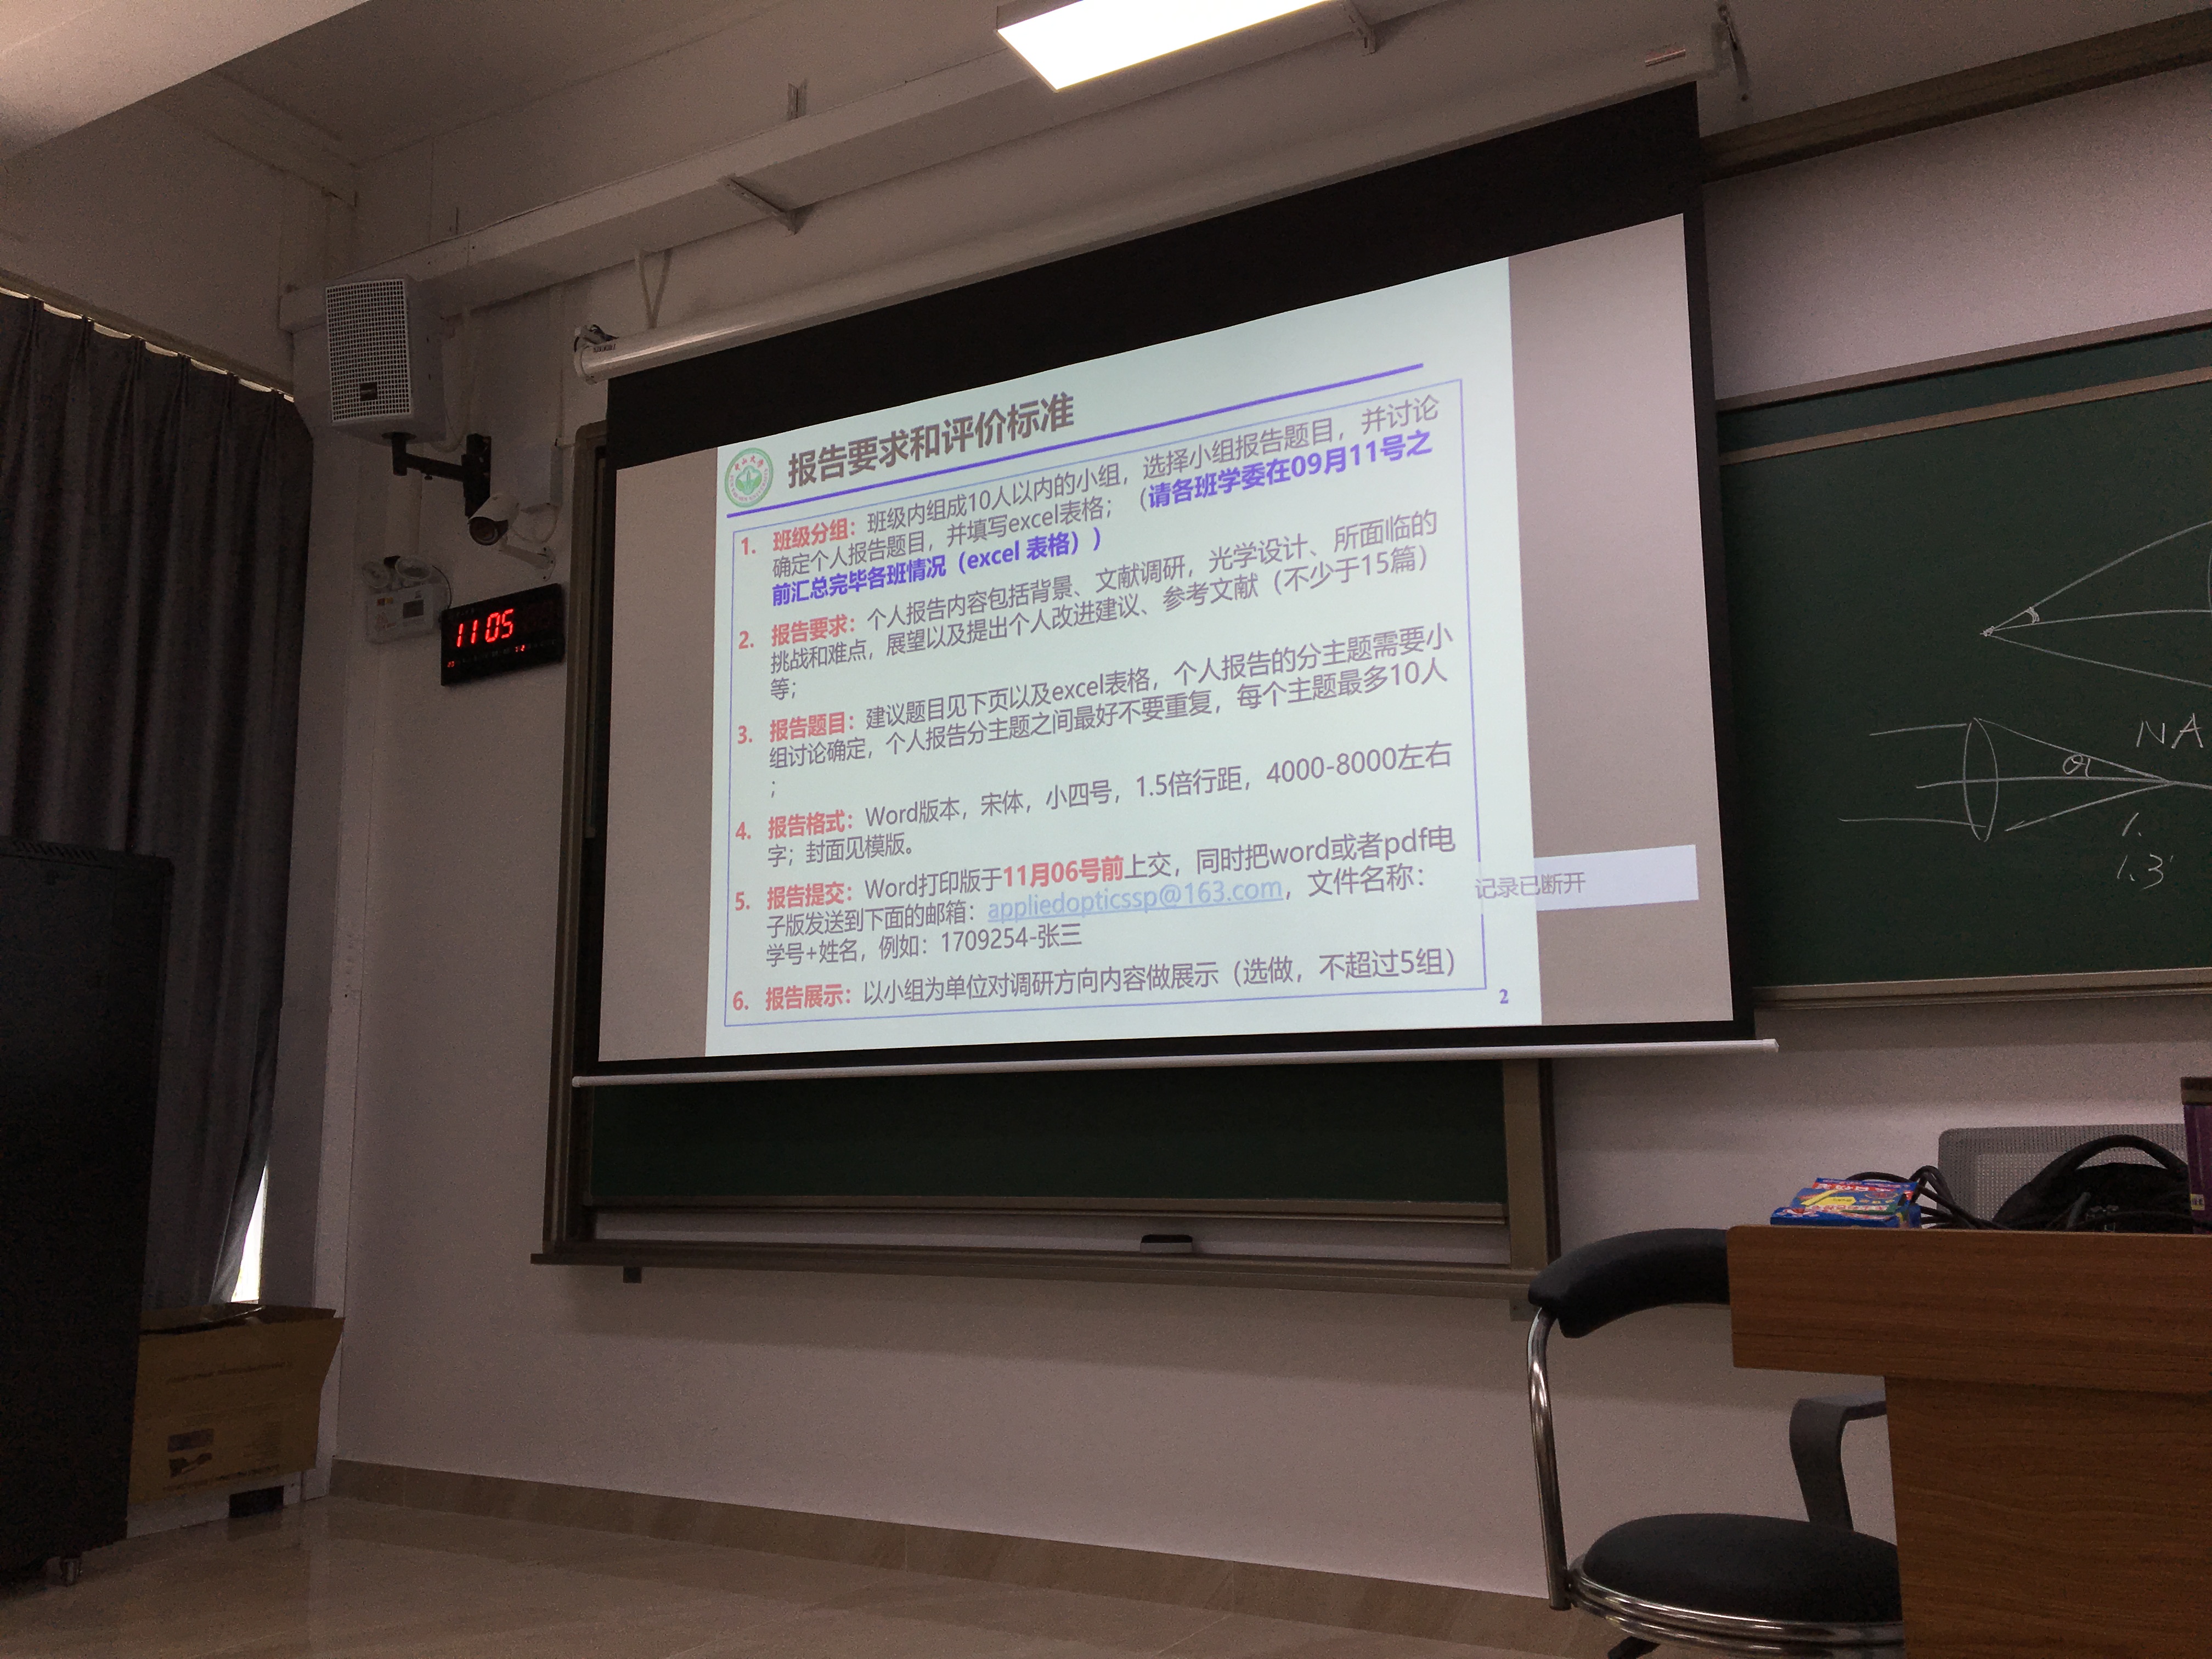 报告要求和评价标准
1. 班级分组：班级内组成10人以内的小组，选择小组报告题目，并讨论
确定个人报告题目，并填写excel表格；（请各班学委在09月11号之
前汇总完毕各班情况（excel 表格））
2. 报告要求：个人报告内容包括背景、文献调研，光学设计、所面临的
挑战和难点，展望以及提出个人改进建议、参考文献（不少于15篇）
等；
3. 报告题目：建议题目见下页以及excel表格，个人报告的分主题需要小
组讨论确定，个人报告分主题之间最好不要重复，每个主题最多10人
；
4. 报告格式：Word版本，宋体，小四号，1.5倍行距，4000-8000左右
字；封面见模版。
5. 报告提交：Word打印版于11月06号前上交，同时把word或者pdf电
子版发送到下面的邮箱：appliedopticssp@163.com，文件名称：
学号+姓名，例如：1709254-张三
6. 报告展示：以小组为单位对调研方向内容做展示（选做，不超过5组）
2
记录已断开
11 05
NA
1.
1.3